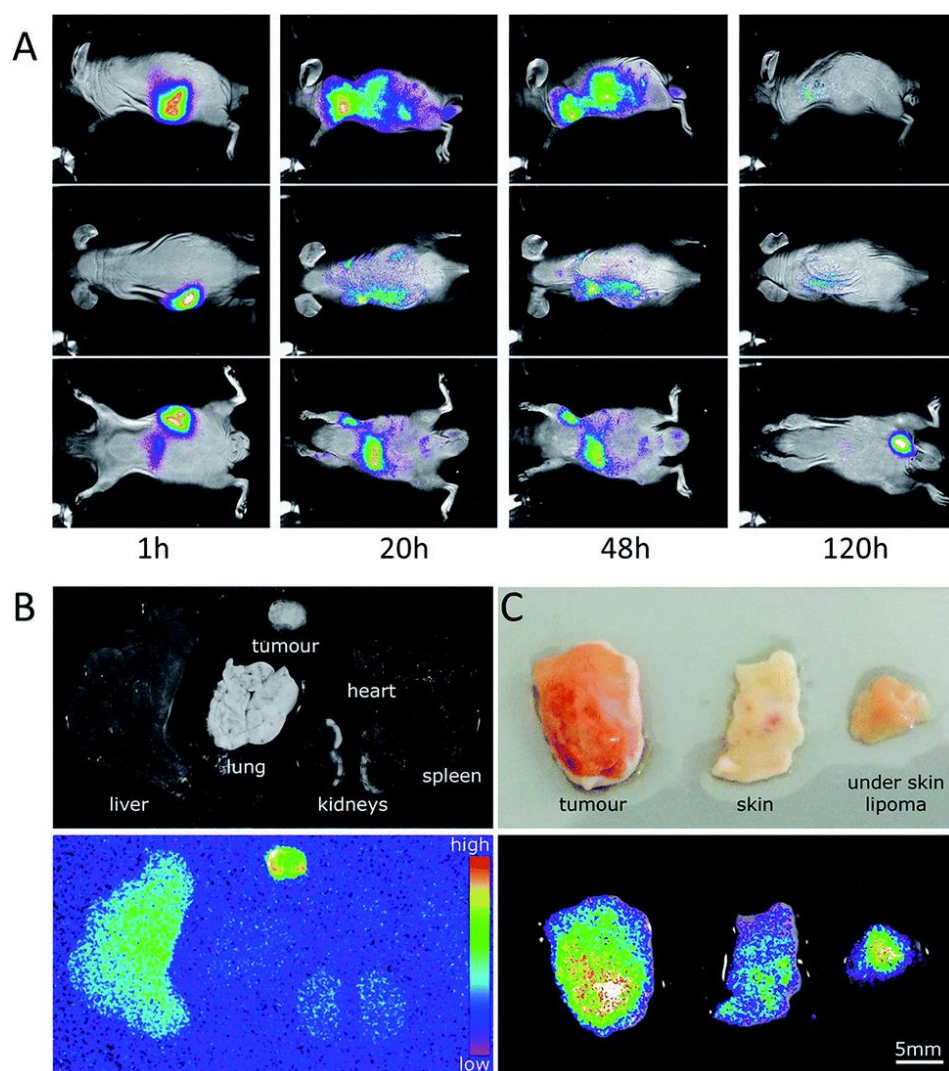 A
1h
20h
48h
120h
B
tumour
heart
lung
spleen
liver
kidneys
high
low
C
tumour
skin
under skin
lipoma
5mm